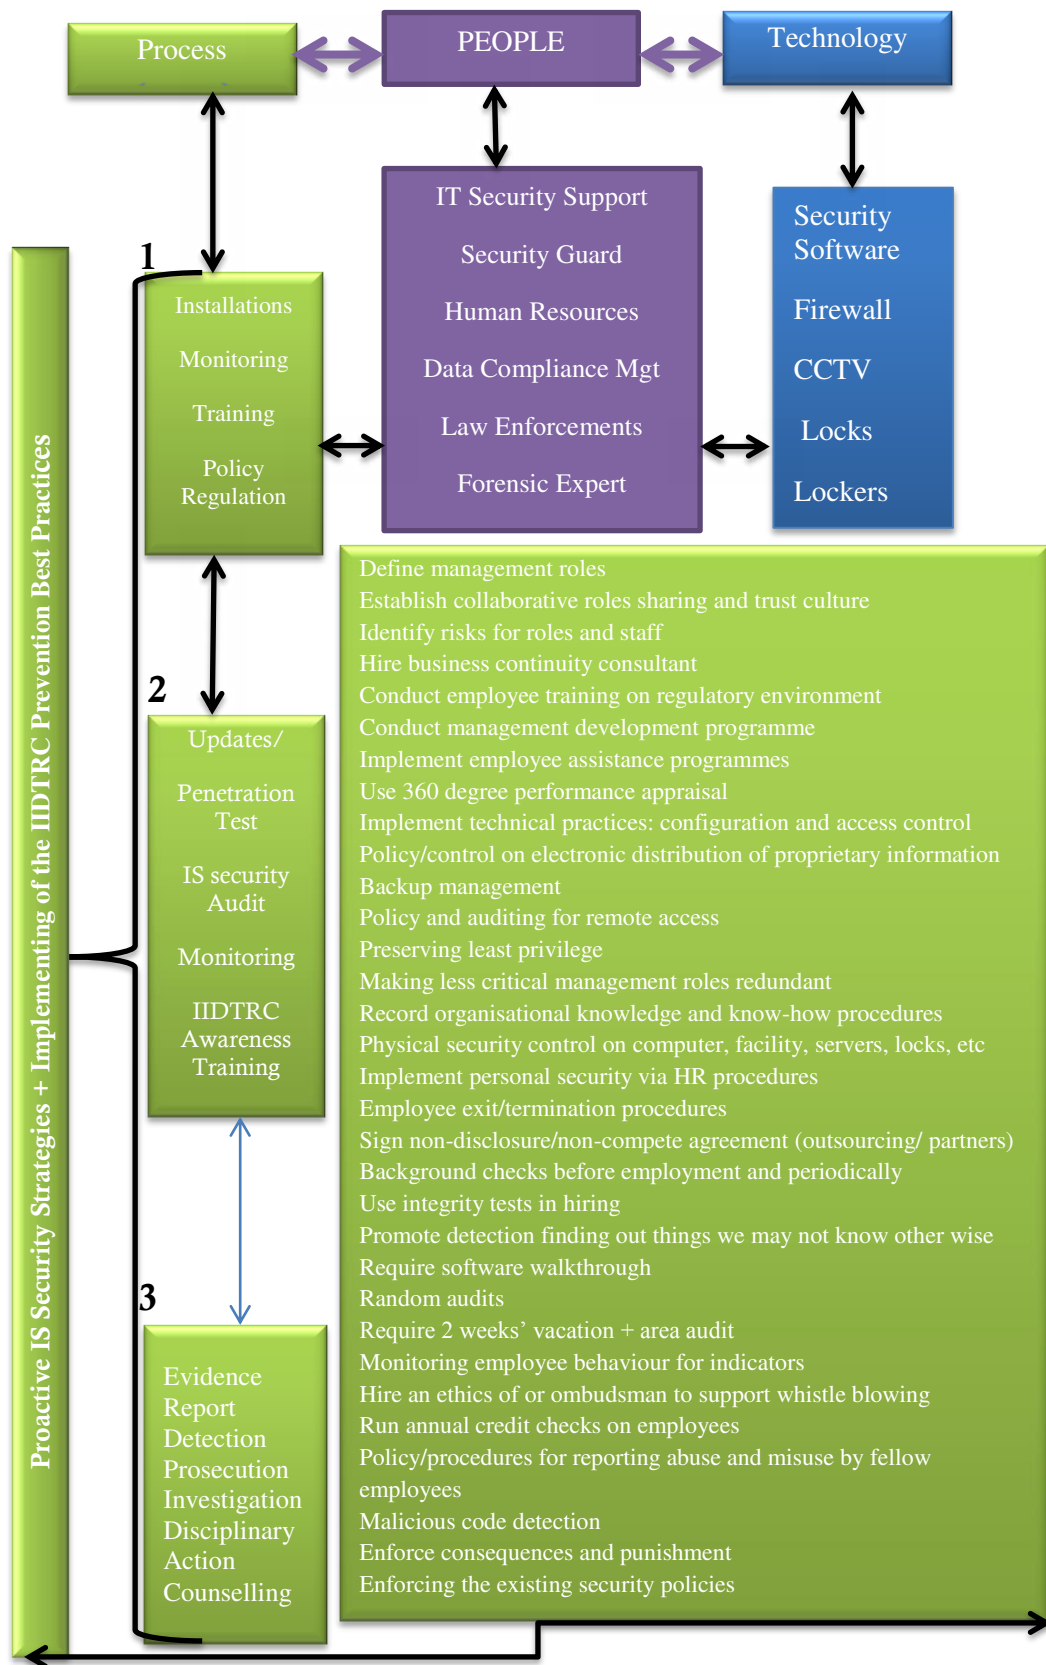 Process
PEOPLE
Technology
IT Security Support
Security Guard
Human Resources
Data Compliance Mgt
Law Enforcements
Forensic Expert
Security
Software
Firewall
CCTV
Locks
Lockers
Proactive IS Security Strategies + Implementing of the IIDTRC Prevention Best Practices
1
Installations
Monitoring
Training
Policy
Regulation
2
Updates/
Penetration
Test
IS security
Audit
Monitoring
IIDTRC
Awareness
Training
3
Evidence
Report
Detection
Prosecution
Investigation
Disciplinary
Action
Counselling
Define management roles
Establish collaborative roles sharing and trust culture
Identify risks for roles and staff
Hire business continuity consultant
Conduct employee training on regulatory environment
Conduct management development programme
Implement employee assistance programmes
Use 360 degree performance appraisal
Implement technical practices: configuration and access control
Policy/control on electronic distribution of proprietary information
Backup management
Policy and auditing for remote access
Preserving least privilege
Making less critical management roles redundant
Record organisational knowledge and know-how procedures
Physical security control on computer, facility, servers, locks, etc
Implement personal security via HR procedures
Employee exit/termination procedures
Sign non-disclosure/non-compete agreement (outsourcing/ partners)
Background checks before employment and periodically
Use integrity tests in hiring
Promote detection finding out things we may not know other wise
Require software walkthrough
Random audits
Require 2 weeks’ vacation + area audit
Monitoring employee behaviour for indicators
Hire an ethics of or ombudsman to support whistle blowing
Run annual credit checks on employees
Policy/procedures for reporting abuse and misuse by fellow
employees
Malicious code detection
Enforce consequences and punishment
Enforcing the existing security policies